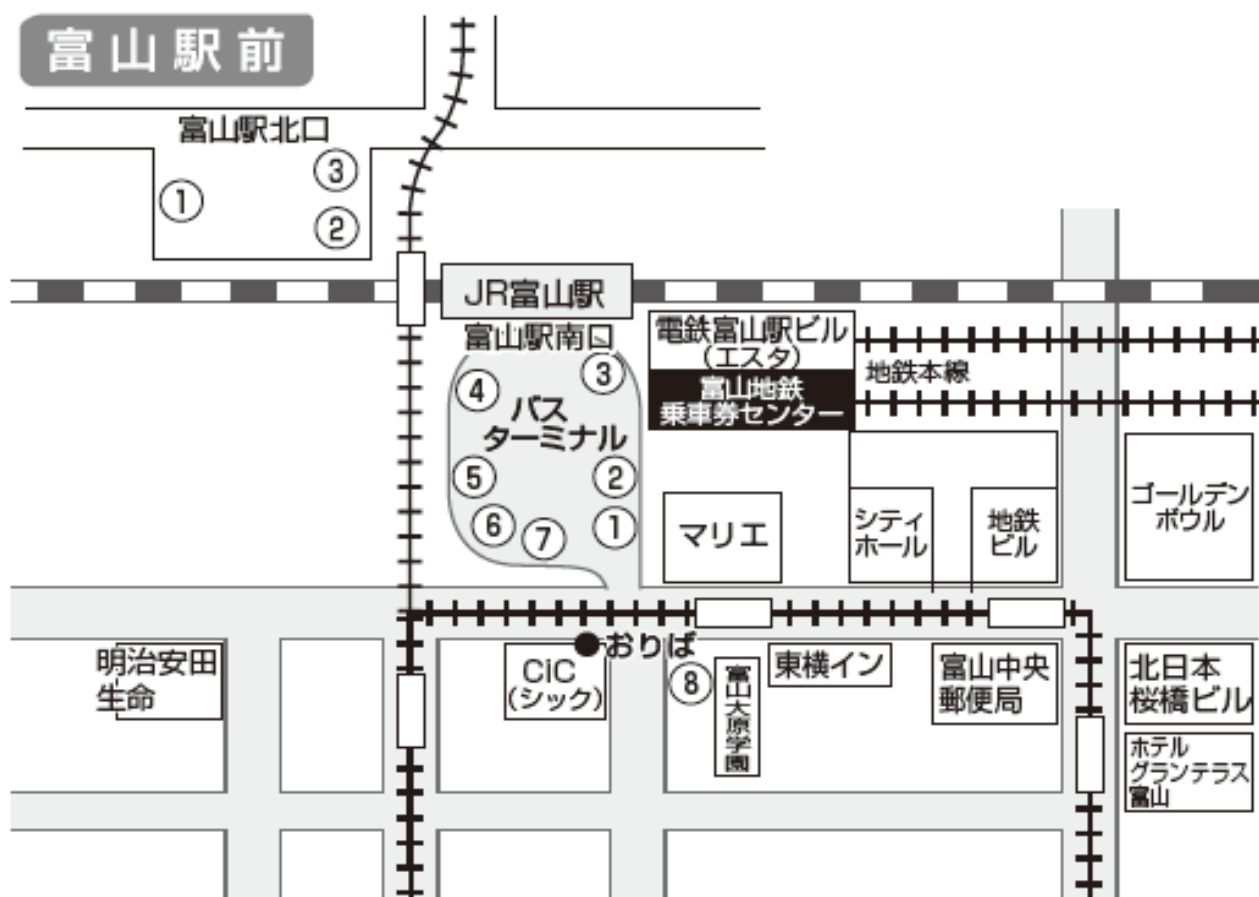 富山駅前
富山駅北口
③
①
②
JR富山駅
富山駅南口
電鉄富山駅ビル
(エスタ)
地鉄本線
富山地鉄
乗車券センター
③
④
バス
ターミナル
⑤
②
⑥
⑦
①
マリエ
シティ
ホール
地鉄
ビル
ゴールデン
ボウル
おりば
明治安田
生命
CiC
(シック)
⑧
富山大原学園
東横イン
富山中央
郵便局
北日本
桜橋ビル
ホテル
グランテラス
富山